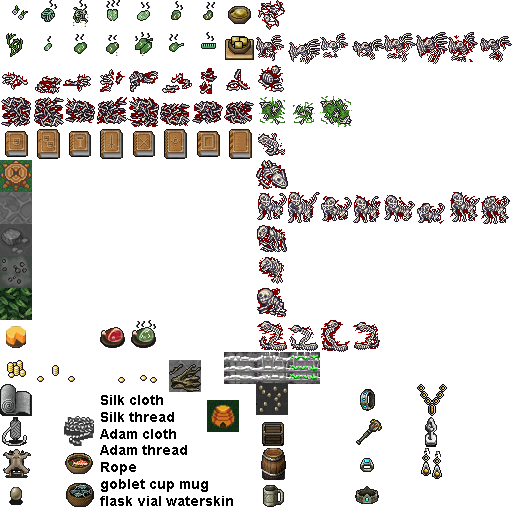 Silk cloth
Silk thread
Adam cloth
Adam thread
Rope
goblet cup mug
flask vial waterskin